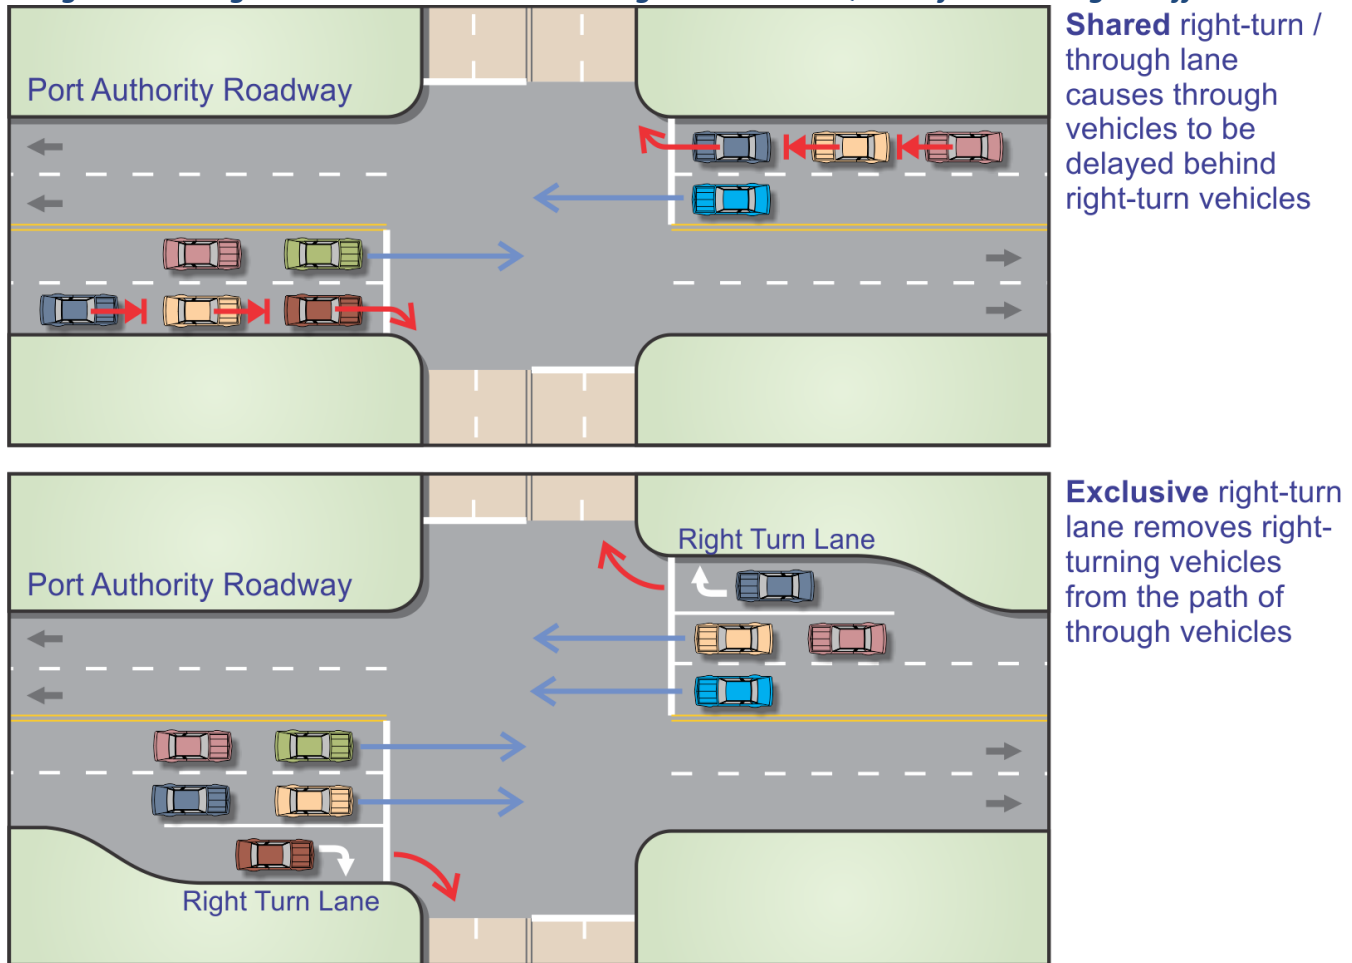 Port Authority Roadway
Shared right-turn /
through lane
causes through
vehicles to be
delayed behind
right-turn vehicles
Right Turn Lane
Port Authority Roadway
Right Turn Lane
Exclusive right-turn
lane removes right-
turning vehicles
from the path of
through vehicles